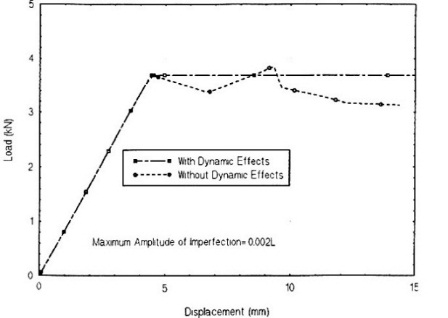 5
4
3
2
1
0
Load (kN)
With Dynamic Effects
Without Dynamic Effects
Maximum Amplitude of Imperfection=0.002L
0 5 10 15
Displacement (mm)